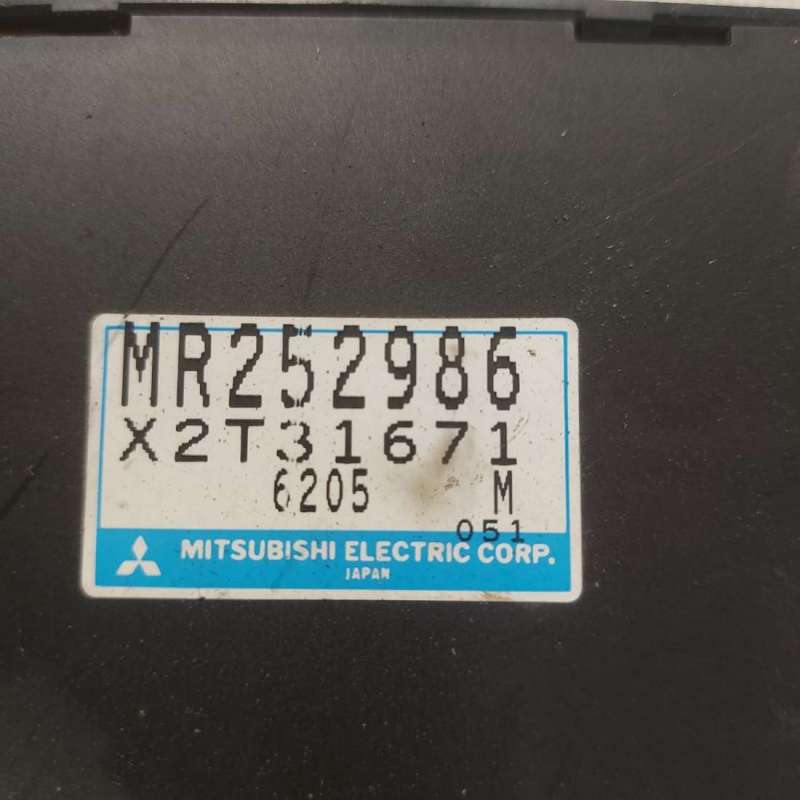 MR252986
X2T31671
6205 M
051
MITSUBISHI ELECTRIC CORP.
JAPAN